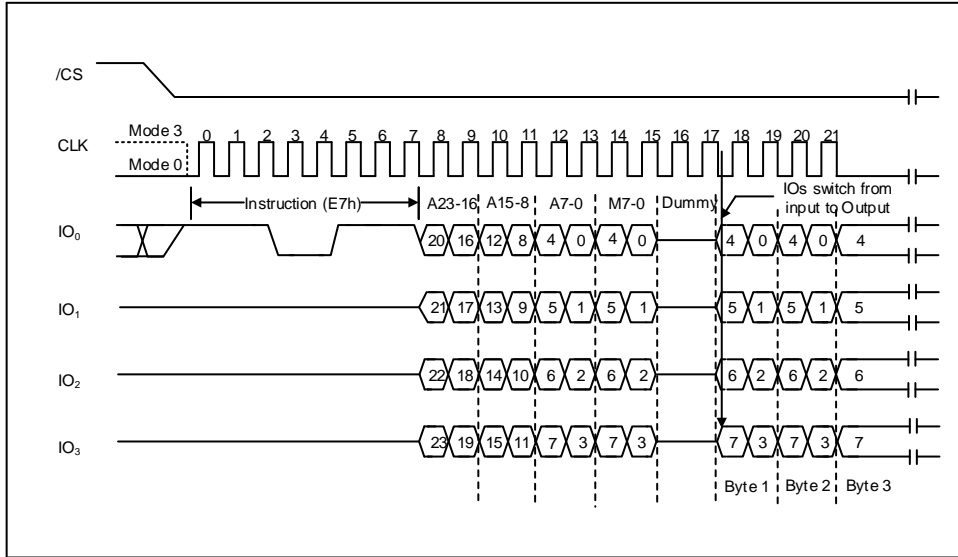 /CS
Mode 3
0 1 2 3 4 5 6 7 8 9 10 11 12 13 14 15 16 17 18 19 20 21
CLK
Mode 0
IOs switch from
input to Output
Instruction (E7h)
A23-16 A15-8 A7-0 M7-0 Dummy
IO₀
20 16 12 8 4 0 4 0 4 0 4 0 4
IO₁
21 17 13 9 5 1 5 1 5 1 5 1 5
IO₂
22 18 14 10 6 2 6 2 6 2 6 2 6
IO₃
23 19 15 11 7 3 7 3 7 3 7 3 7
Byte 1 Byte 2 Byte 3